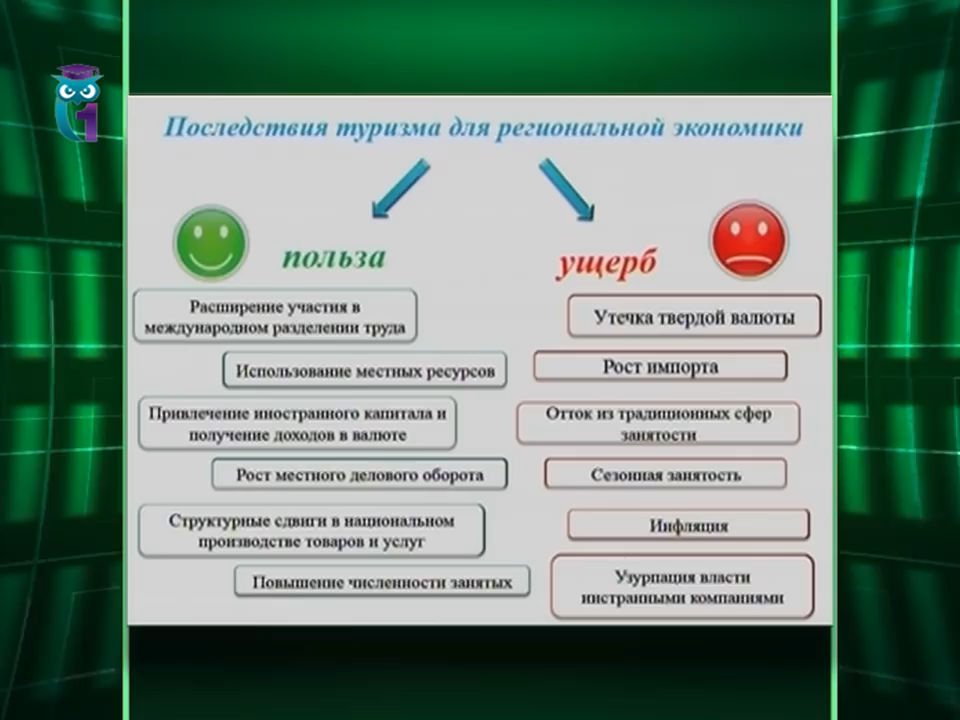 1
Последствия туризма для региональной экономики
польза
ущерб
Расширение участия в
международном разделении труда
Утечка твердой валюты
Использование местных ресурсов
Рост импорта
Привлечение иностранного капитала и
получение доходов в валюте
Отток из традиционных сфер
занятости
Рост местного делового оборота
Сезонная занятость
Структурные сдвиги в национальном
производстве товаров и услуг
Инфляция
Повышение численности занятых
Узурпация власти
инстранными компаниями